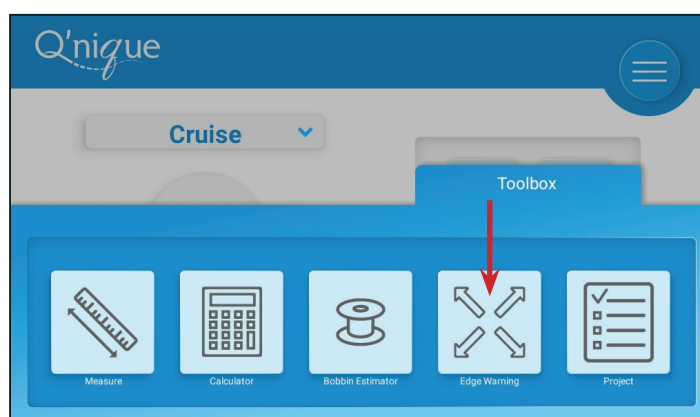 Q'nique
Cruise
Toolbox
Measure
Calculator
Bobbin Estimator
Edge Warning
Project